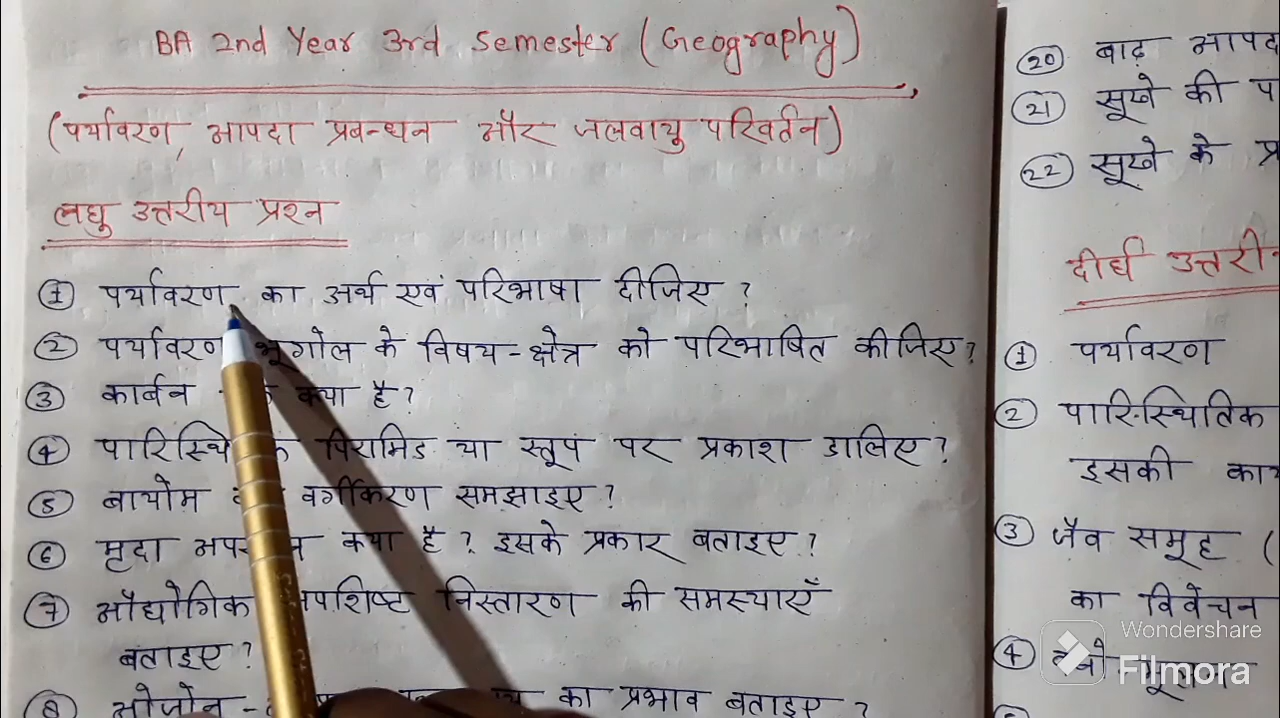 BA 2nd Year 3rd Semester (Geography)
(पर्यावरण, आपदा प्रबन्धन और जलवायु परिवर्तन)
लघु उत्तरीय प्रश्न
① पर्यावरण का अर्थ एवं परिभाषा दीजिए ?
② पर्यावरण भूगोल के विषय-क्षेत्र को परिभाषित कीजिए?
③ कार्बन क्या है?
④ पिरामिड या स्तूप पर प्रकाश डालिए?
⑤ बायोम वर्गीकरण समझाइए?
⑥ मृदा क्या है? इसके प्रकार बताइए?
⑦ औद्योगिक अपशिष्ट निस्तारण की समस्याएँ
बताइए?
⑧ ओजोन- का प्रभाव बताइए ?
⑳ बाढ़
㉑ सूखे की
㉒ सूखे के
दीर्घ
① पर्यावरण
② पारिस्थितिक
इसकी
③ जैव समूह (
का विवेचन
④
Wondershare
Filmora